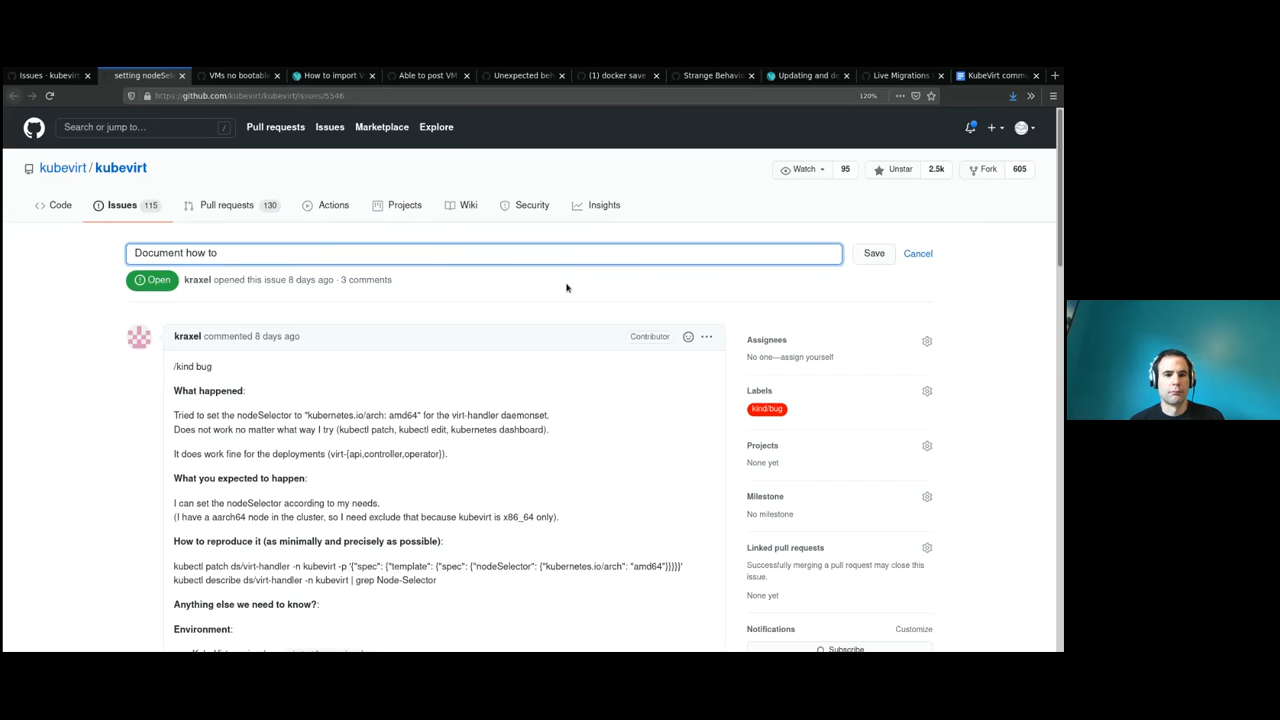 Issues · kubevirt
setting nodeSele
VMs no bootable
How to import V
Able to post VM
Unexpected beh
(1) docker save
Strange Behavi
Updating and de
Live Migrations
KubeVirt commu
https://github.com/kubevirt/kubevirt/issues/5346
120%
Search or jump to…
/
Pull requests
Issues
Marketplace
Explore
kubevirt / kubevirt
Watch
95
Unstar
2.5k
Fork
605
Code
Issues 115
Pull requests 130
Actions
Projects
Wiki
Security
Insights
Document how to
Save
Cancel
Open
kraxel opened this issue 8 days ago · 3 comments
kraxel commented 8 days ago
Contributor
/kind bug
What happened:
Tried to set the nodeSelector to "kubernetes.io/arch: amd64" for the virt-handler daemonset.
Does not work no matter what way I try (kubectl patch, kubectl edit, kubernetes dashboard).
It does work fine for the deployments (virt-{api,controller,operator}).
What you expected to happen:
I can set the nodeSelector according to my needs.
(I have a aarch64 node in the cluster, so I need exclude that because kubevirt is x86_64 only).
How to reproduce it (as minimally and precisely as possible):
kubectl patch ds/virt-handler -n kubevirt -p '{"spec": {"template": {"spec": {"nodeSelector": {"kubernetes.io/arch": "amd64"}}}}}'
kubectl describe ds/virt-handler -n kubevirt | grep Node-Selector
Anything else we need to know?:
Environment:
Assignees
No one—assign yourself
Labels
kind/bug
Projects
None yet
Milestone
No milestone
Linked pull requests
Successfully merging a pull request may close this
issue.
None yet
Notifications
Customize
Subscribe